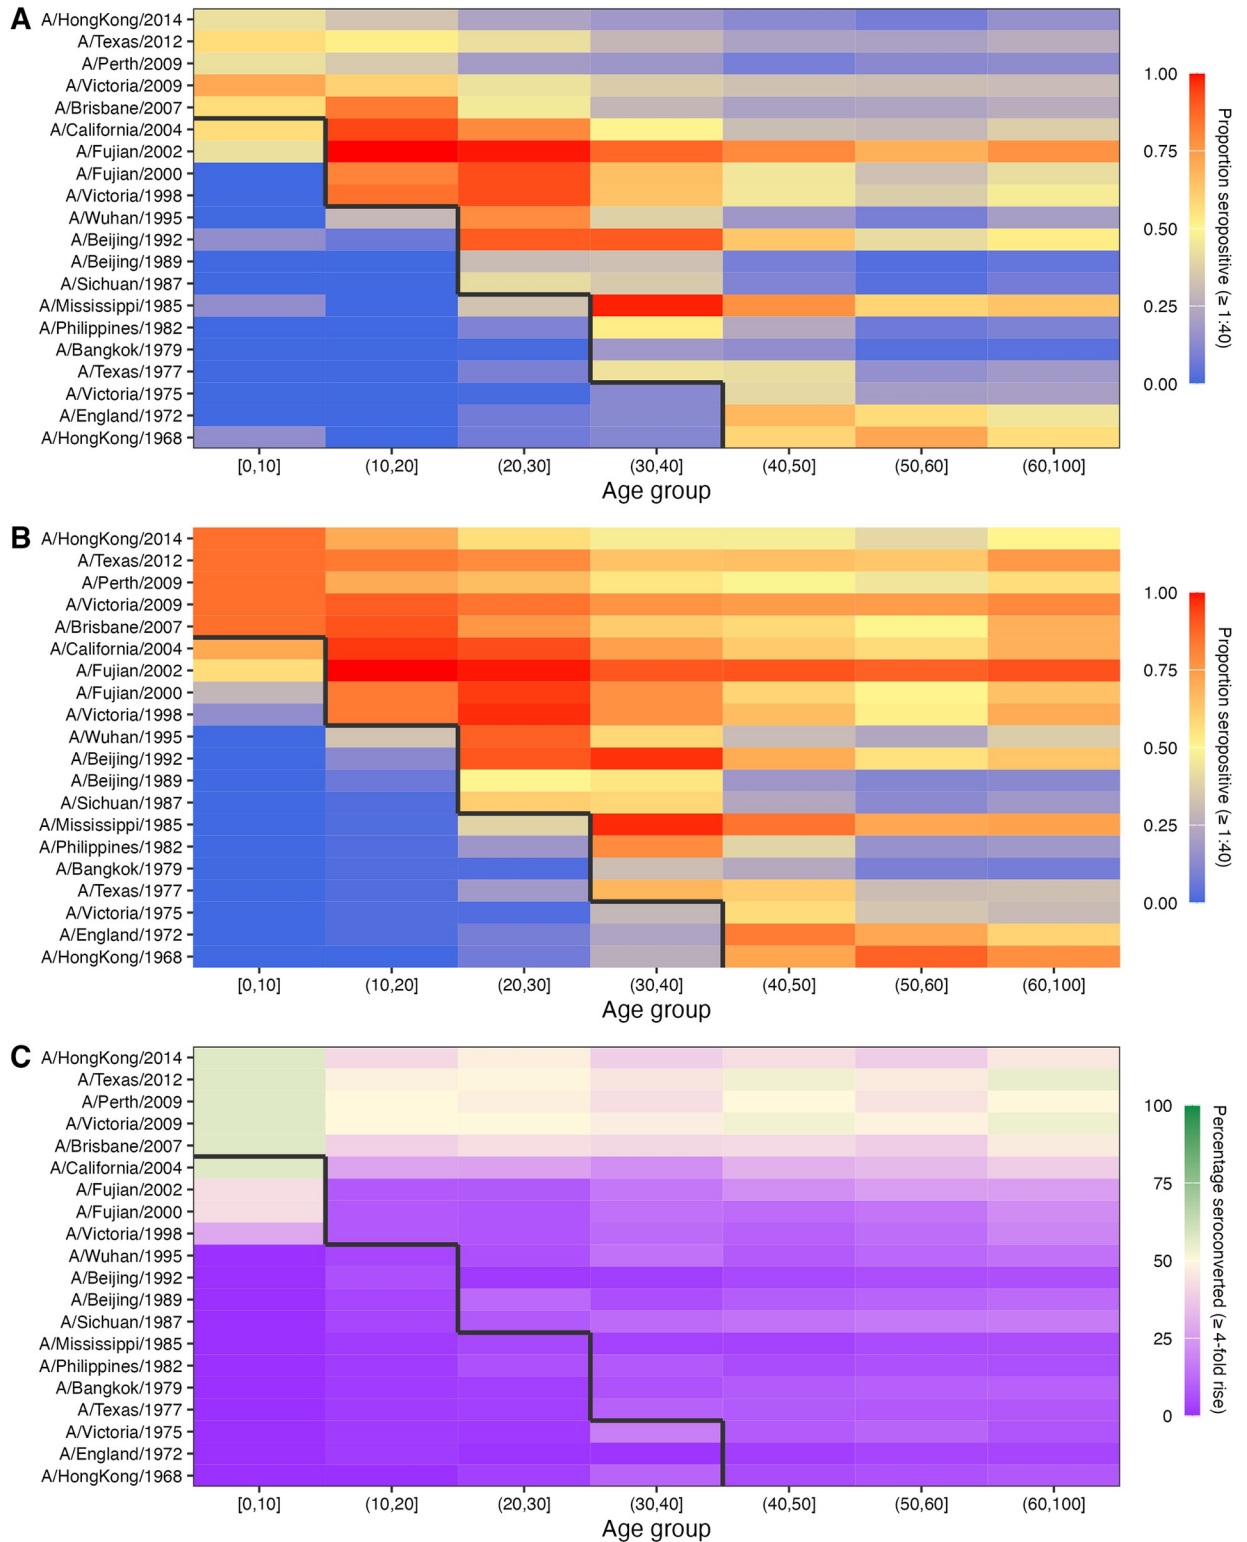 A
A/HongKong/2014
A/Texas/2012
A/Perth/2009
A/Victoria/2009
A/Brisbane/2007
A/California/2004
A/Fujian/2002
A/Fujian/2000
A/Victoria/1998
A/Wuhan/1995
A/Beijing/1992
A/Beijing/1989
A/Sichuan/1987
A/Mississippi/1985
A/Philippines/1982
A/Bangkok/1979
A/Texas/1977
A/Victoria/1975
A/England/1972
A/HongKong/1968
[0,10] (10,20] (20,30] (30,40] (40,50] (50,60] (60,100]
Age group
1.00
0.75
0.50
0.25
0.00
Proportion seropositive (≥ 1:40)
B
A/HongKong/2014
A/Texas/2012
A/Perth/2009
A/Victoria/2009
A/Brisbane/2007
A/California/2004
A/Fujian/2002
A/Fujian/2000
A/Victoria/1998
A/Wuhan/1995
A/Beijing/1992
A/Beijing/1989
A/Sichuan/1987
A/Mississippi/1985
A/Philippines/1982
A/Bangkok/1979
A/Texas/1977
A/Victoria/1975
A/England/1972
A/HongKong/1968
[0,10] (10,20] (20,30] (30,40] (40,50] (50,60] (60,100]
Age group
1.00
0.75
0.50
0.25
0.00
Proportion seropositive (≥ 1:40)
C
A/HongKong/2014
A/Texas/2012
A/Perth/2009
A/Victoria/2009
A/Brisbane/2007
A/California/2004
A/Fujian/2002
A/Fujian/2000
A/Victoria/1998
A/Wuhan/1995
A/Beijing/1992
A/Beijing/1989
A/Sichuan/1987
A/Mississippi/1985
A/Philippines/1982
A/Bangkok/1979
A/Texas/1977
A/Victoria/1975
A/England/1972
A/HongKong/1968
[0,10] (10,20] (20,30] (30,40] (40,50] (50,60] (60,100]
Age group
100
75
50
25
0
Percentage seroconverted (≥ 4-fold rise)